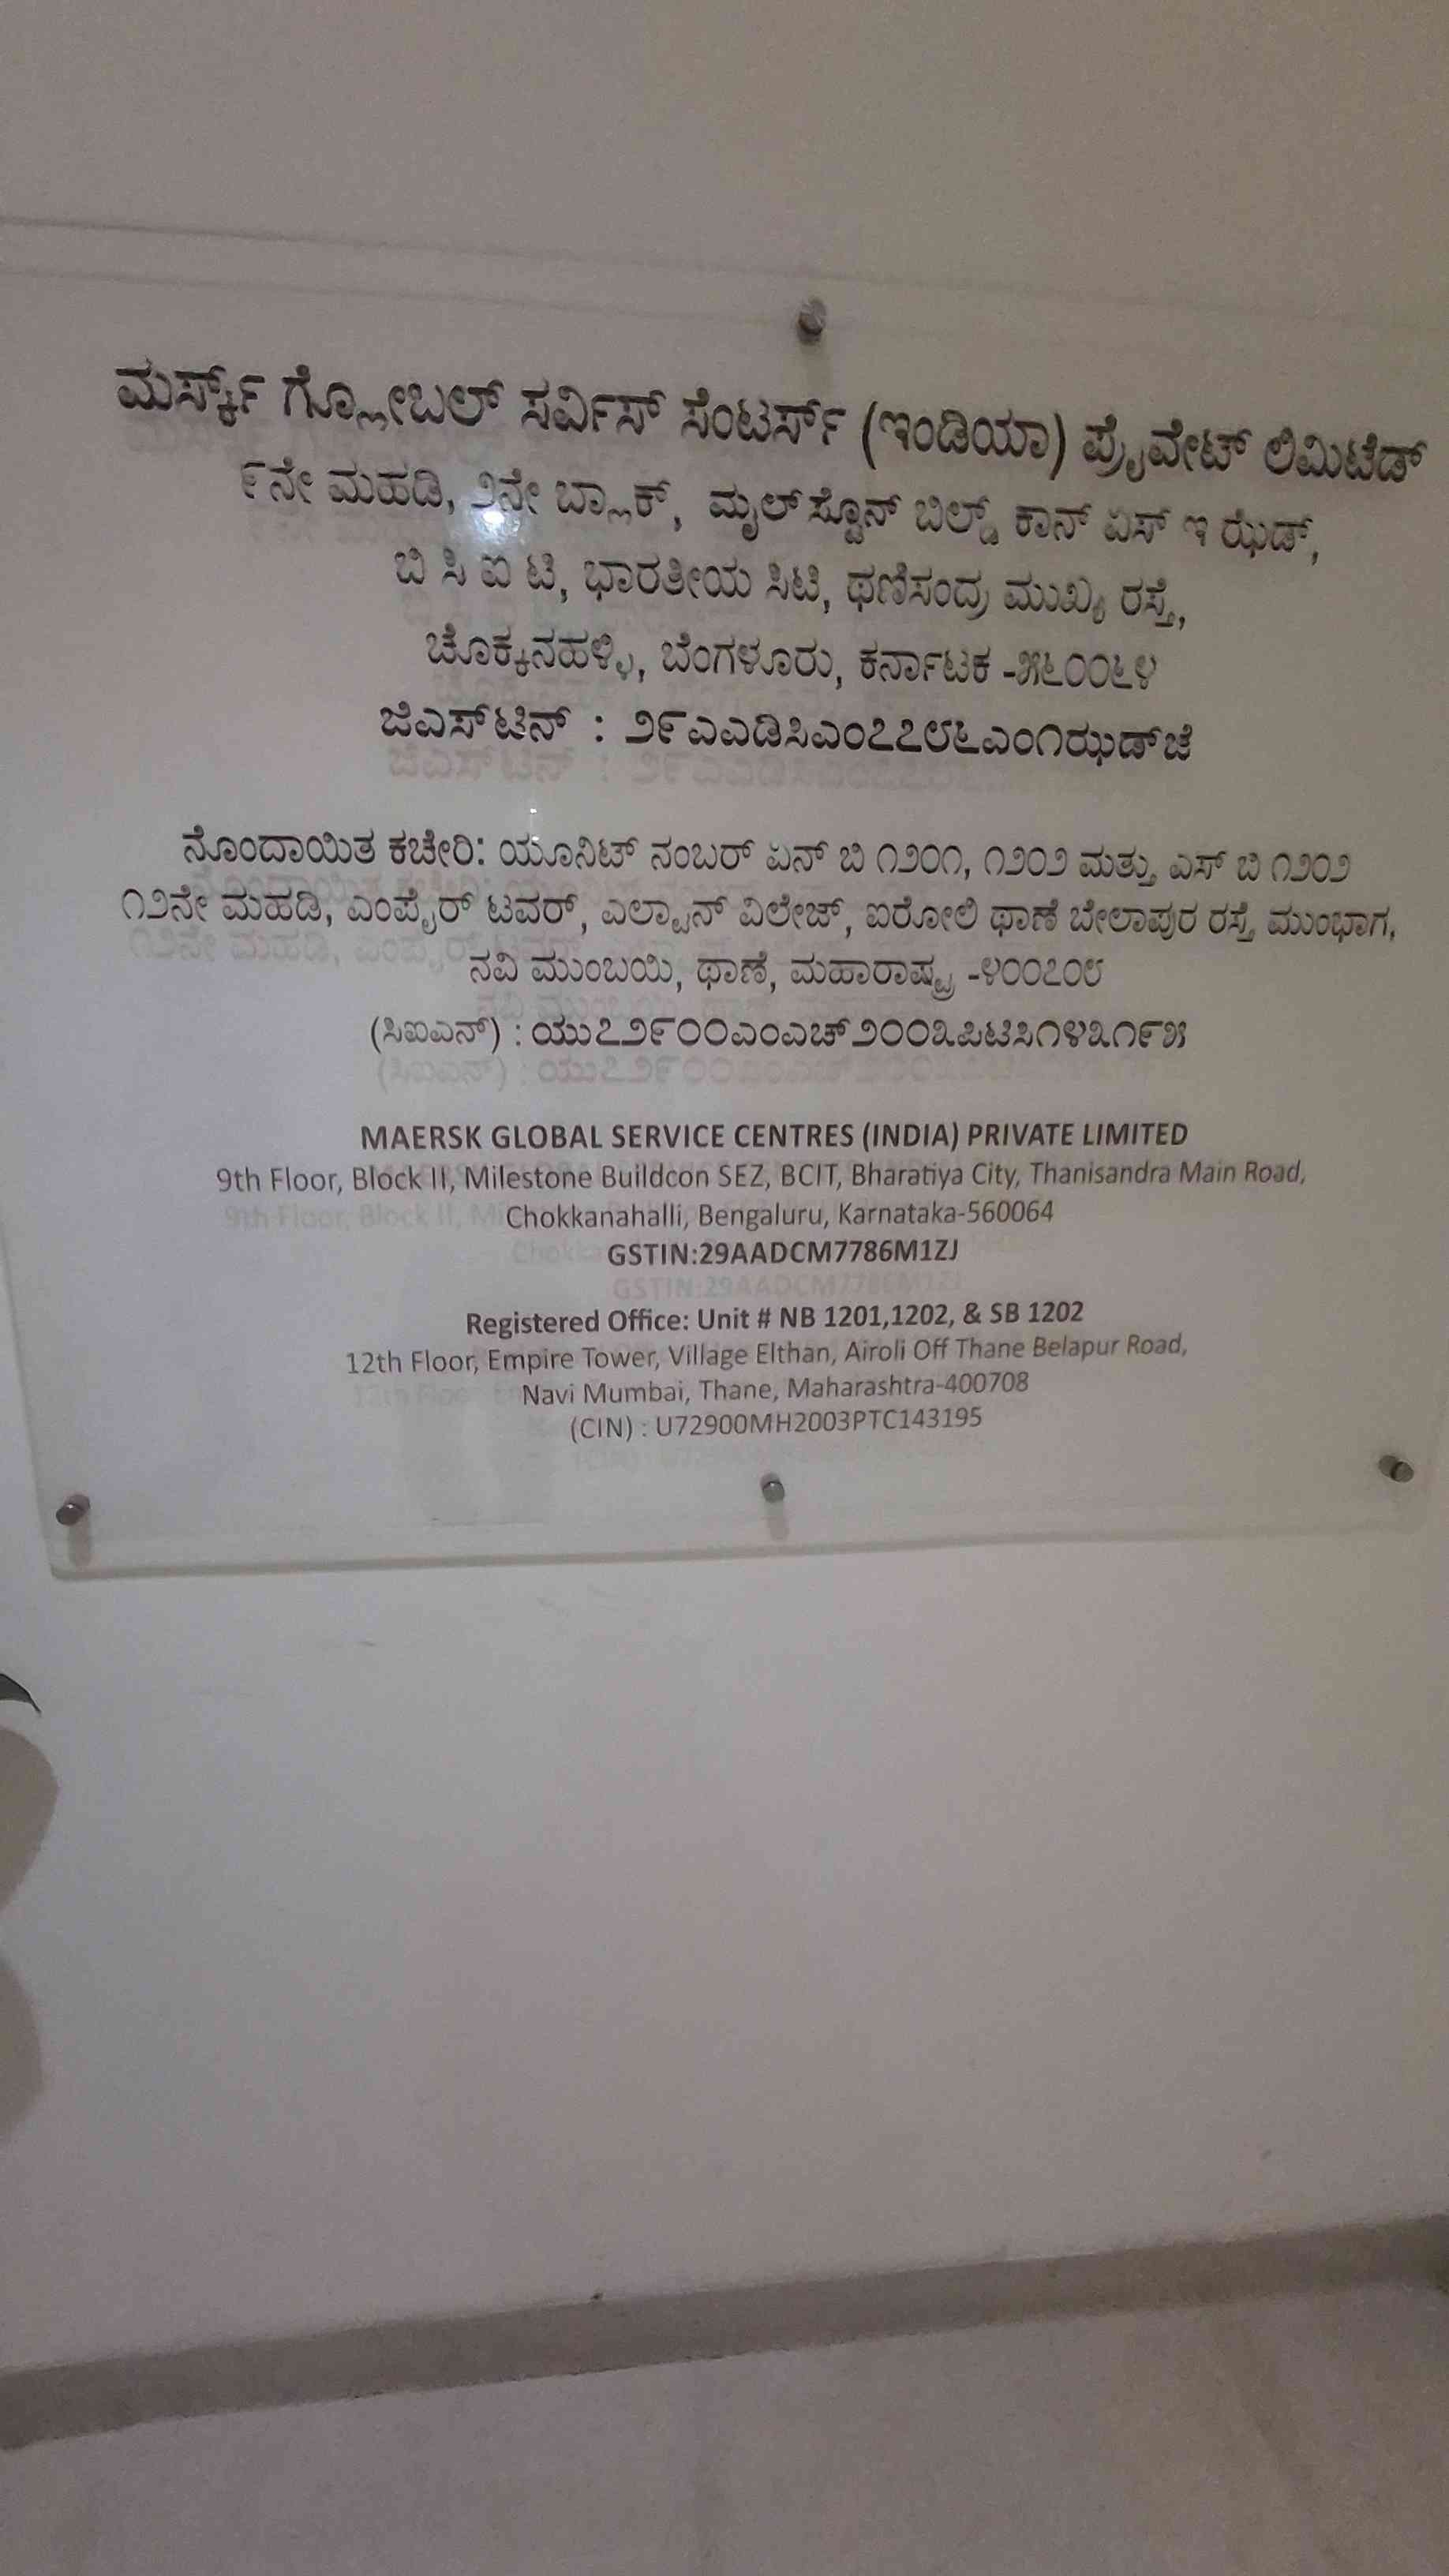 ಮರ್ಸ್ಕ್ ಗ್ಲೋಬಲ್ ಸರ್ವಿಸ್ ಸೆಂಟರ್ಸ್ (ಇಂಡಿಯಾ) ಪ್ರೈವೇಟ್ ಲಿಮಿಟೆಡ್
೯ನೇ ಮಹಡಿ, ೨ನೇ ಬ್ಲಾಕ್, ಮೈಲ್ ಸ್ಟೊನ್ ಬಿಲ್ಡ್ ಕಾನ್ ಏಸ್ ಇ ಝೆಡ್,
ಬಿ ಸಿ ಐ ಟಿ, ಭಾರತೀಯ ಸಿಟಿ, ಥಣಿಸಂದ್ರ ಮುಖ್ಯ ರಸ್ತೆ,
ಚೊಕ್ಕನಹಳ್ಳಿ, ಬೆಂಗಳೂರು, ಕರ್ನಾಟಕ -೫೬೦೦೬೪
ಜಿಎಸ್‌ಟಿನ್ : ೨೯ಎಎಡಿಸಿಎಂ೭೭೮೬ಎಂ೧ಝಡ್‌ಜೆ
ನೊಂದಾಯಿತ ಕಚೇರಿ: ಯೂನಿಟ್ ನಂಬರ್ ಏನ್ ಬಿ ೧೨೦೧, ೧೨೦೨ ಮತ್ತು ಎಸ್ ಬಿ ೧೨೦೨
೧೨ನೇ ಮಹಡಿ, ಎಂಪೈರ್ ಟವರ್, ಎಲ್ಟಾನ್ ವಿಲೇಜ್, ಐರೋಲಿ ಥಾಣೆ ಬೇಲಾಪುರ ರಸ್ತೆ ಮುಂಭಾಗ,
ನವಿ ಮುಂಬಯಿ, ಥಾಣೆ, ಮಹಾರಾಷ್ಟ್ರ -೪೦೦೭೦೮
(ಸಿಐಎನ್) : ಯು೭೨೯೦೦ಎಂಎಚ್೨೦೦೩ಪಿಟಿಸಿ೧೪೩೧೯೫
MAERSK GLOBAL SERVICE CENTRES (INDIA) PRIVATE LIMITED
9th Floor, Block II, Milestone Buildcon SEZ, BCIT, Bharatiya City, Thanisandra Main Road,
Chokkanahalli, Bengaluru, Karnataka-560064
GSTIN:29AADCM7786M1ZJ
Registered Office: Unit # NB 1201,1202, & SB 1202
12th Floor, Empire Tower, Village Elthan, Airoli Off Thane Belapur Road,
Navi Mumbai, Thane, Maharashtra-400708
(CIN) : U72900MH2003PTC143195